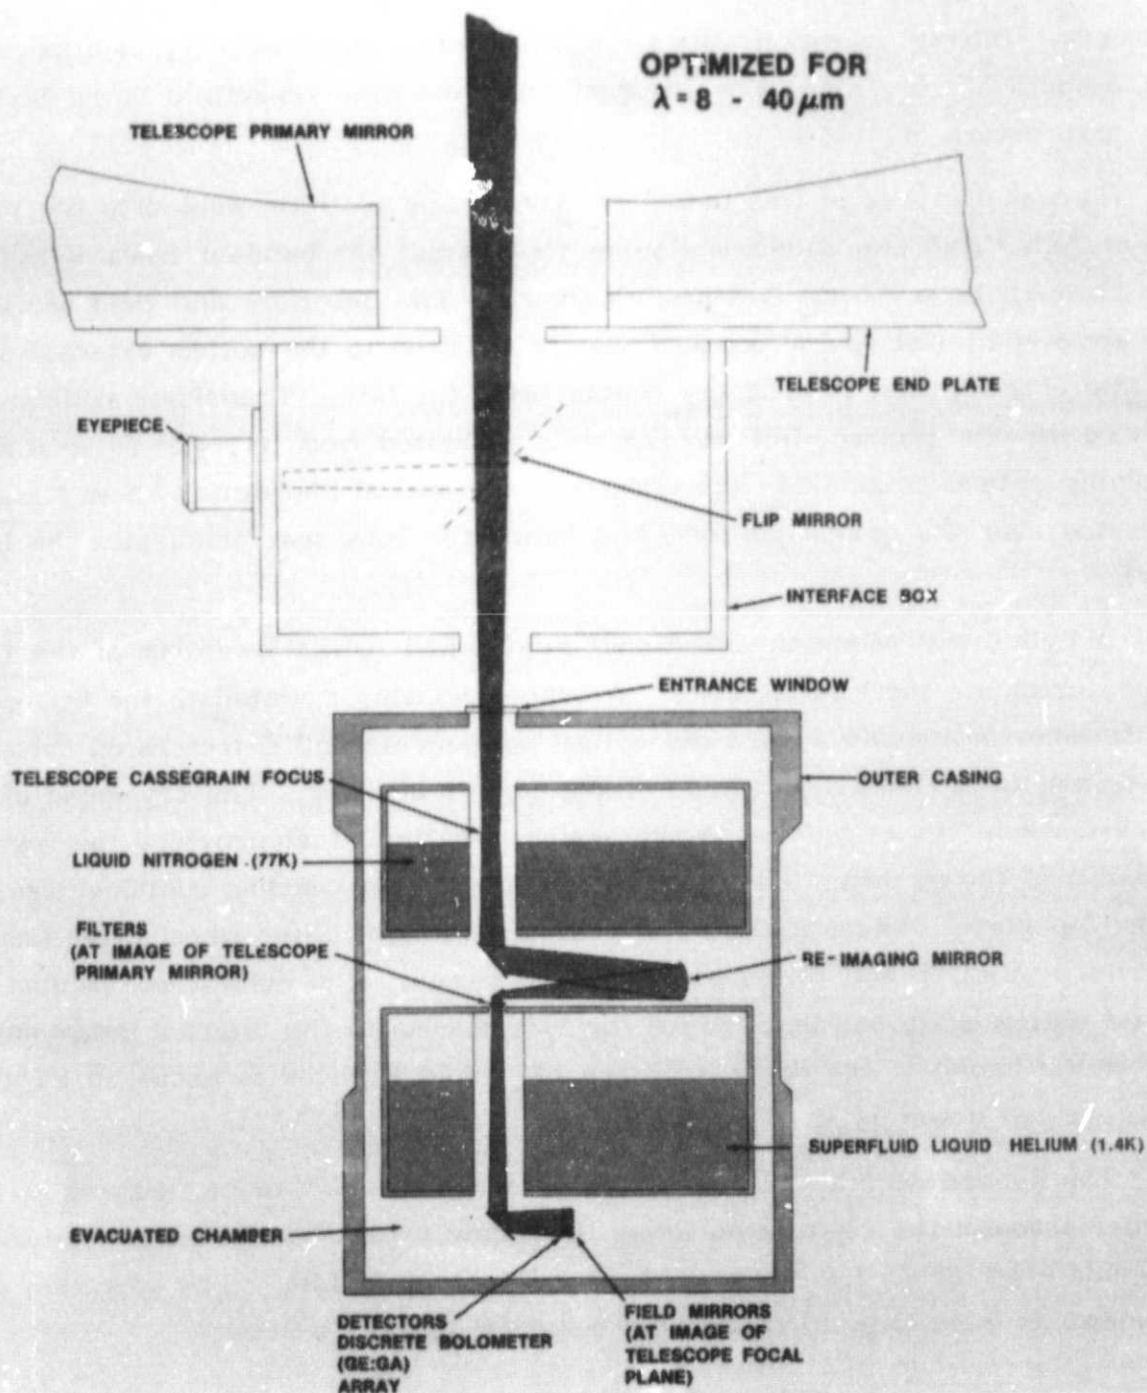 OPTIMIZED FOR
λ = 8 - 40 μm
TELESCOPE PRIMARY MIRROR
TELESCOPE END PLATE
EYEPIECE
FLIP MIRROR
INTERFACE BOX
ENTRANCE WINDOW
TELESCOPE CASSEGRAIN FOCUS
OUTER CASING
LIQUID NITROGEN (77K)
FILTERS
(AT IMAGE OF TELESCOPE
PRIMARY MIRROR)
RE-IMAGING MIRROR
SUPERFLUID LIQUID HELIUM (1.4K)
EVACUATED CHAMBER
DETECTORS
DISCRETE BOLOMETER
(GE:GA)
ARRAY
FIELD MIRRORS
(AT IMAGE OF
TELESCOPE FOCAL
PLANE)